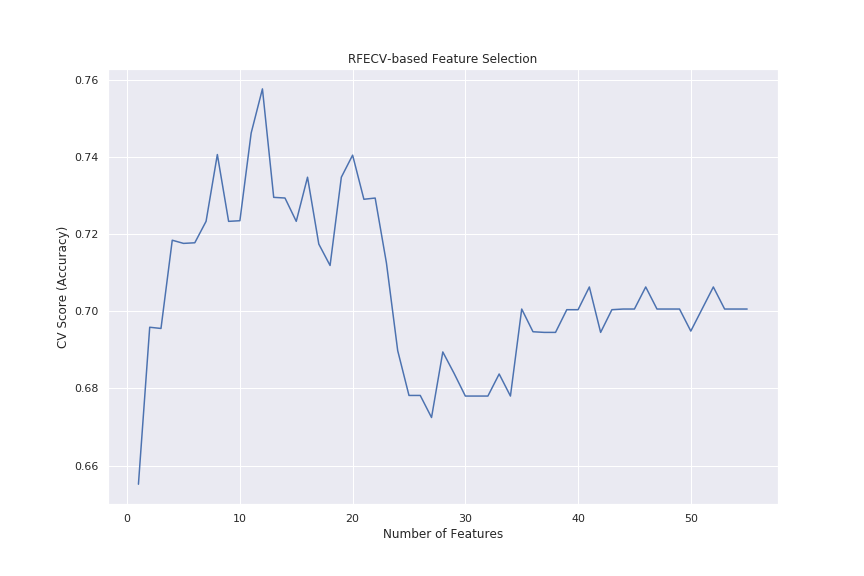 RFECV-based Feature Selection
0.76
0.74
0.72
0.70
0.68
0.66
CV Score (Accuracy)
0 10 20 30 40 50
Number of Features